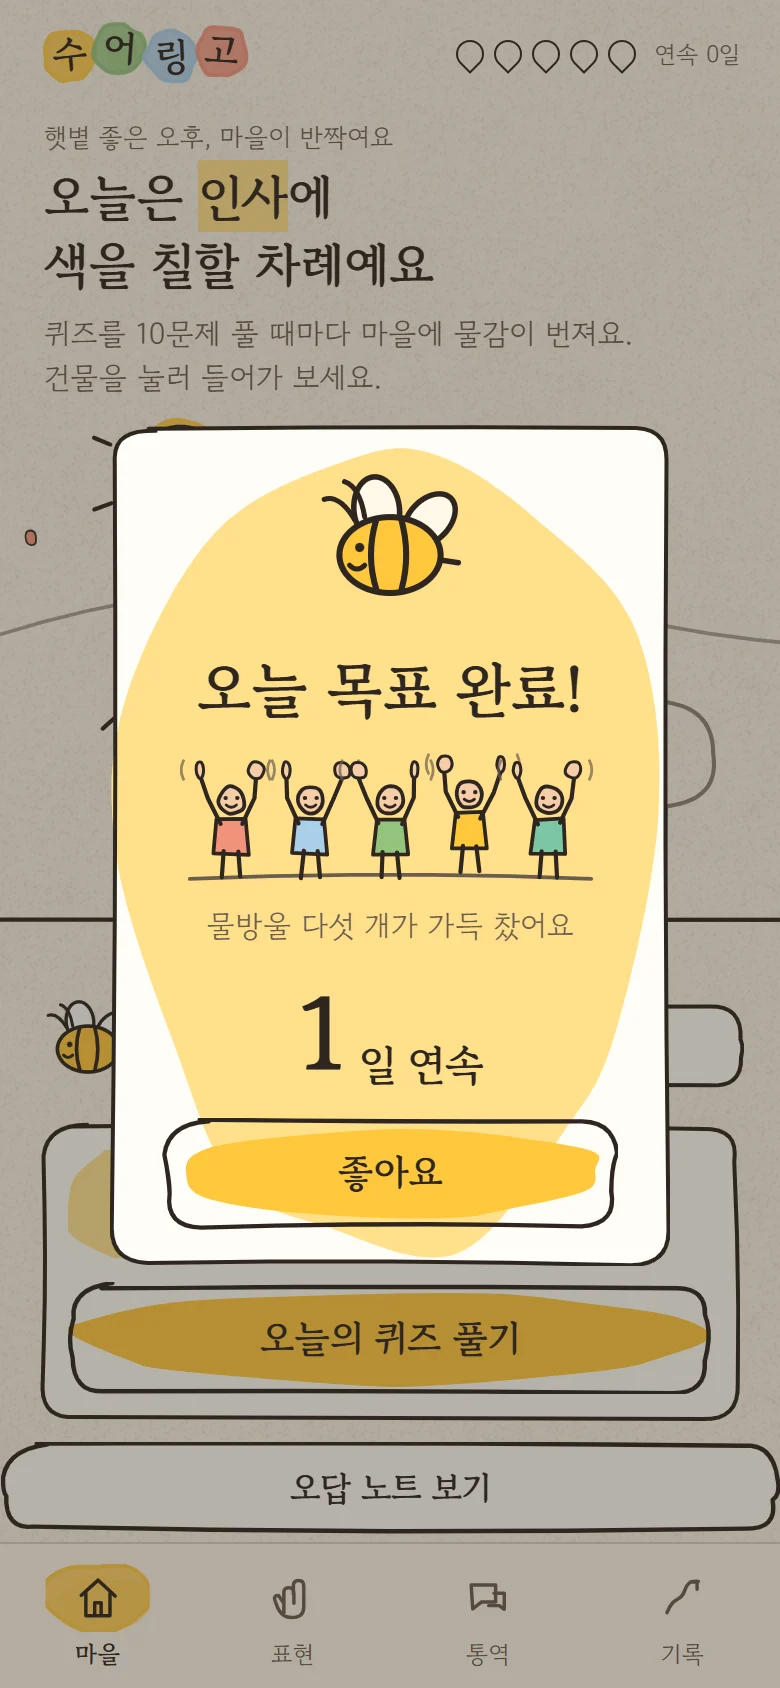 수어링고
연속 0일
햇볕 좋은 오후, 마을이 반짝여요
오늘은 인사에
색을 칠할 차례예요
퀴즈를 10문제 풀 때마다 마을에 물감이 번져요.
건물을 눌러 들어가 보세요.
오늘 목표 완료!
물방울 다섯 개가 가득 찼어요
1일 연속
좋아요
오늘의 퀴즈 풀기
오답 노트 보기
마을
표현
통역
기록